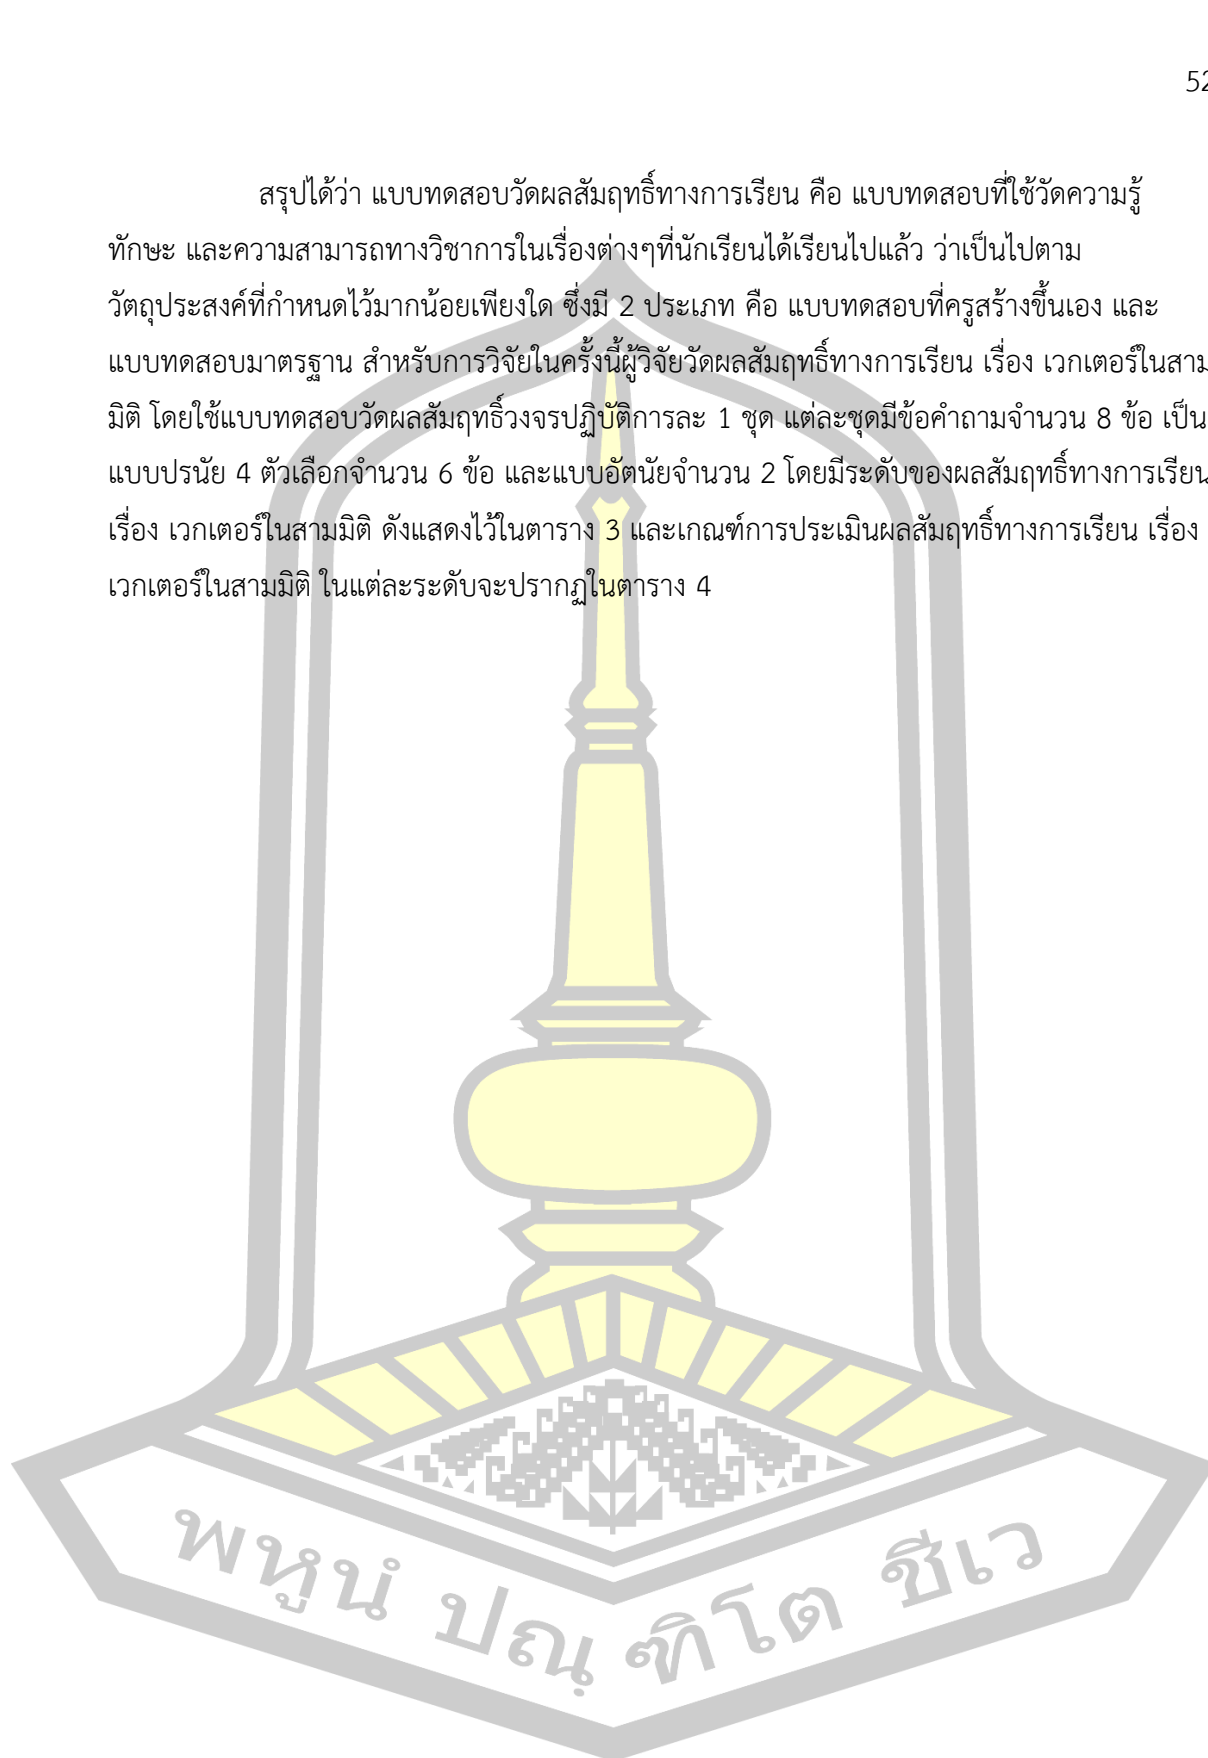 52
สรุปได้ว่า แบบทดสอบวัดผลสัมฤทธิ์ทางการเรียน คือ แบบทดสอบที่ใช้วัดความรู้
ทักษะ และความสามารถทางวิชาการในเรื่องต่างๆที่นักเรียนได้เรียนไปแล้ว ว่าเป็นไปตาม
วัตถุประสงค์ที่กำหนดไว้มากน้อยเพียงใด ซึ่งมี 2 ประเภท คือ แบบทดสอบที่ครูสร้างขึ้นเอง และ
แบบทดสอบมาตรฐาน สำหรับการวิจัยในครั้งนี้ผู้วิจัยวัดผลสัมฤทธิ์ทางการเรียน เรื่อง เวกเตอร์ในสาม
มิติ โดยใช้แบบทดสอบวัดผลสัมฤทธิ์วงจรปฏิบัติการละ 1 ชุด แต่ละชุดมีข้อคำถามจำนวน 8 ข้อ เป็น
แบบปรนัย 4 ตัวเลือกจำนวน 6 ข้อ และแบบอัตนัยจำนวน 2 โดยมีระดับของผลสัมฤทธิ์ทางการเรียน
เรื่อง เวกเตอร์ในสามมิติ ดังแสดงไว้ในตาราง 3 และเกณฑ์การประเมินผลสัมฤทธิ์ทางการเรียน เรื่อง
เวกเตอร์ในสามมิติ ในแต่ละระดับจะปรากฏในตาราง 4
พหูนํ ปณฺฑิโต ชีเว